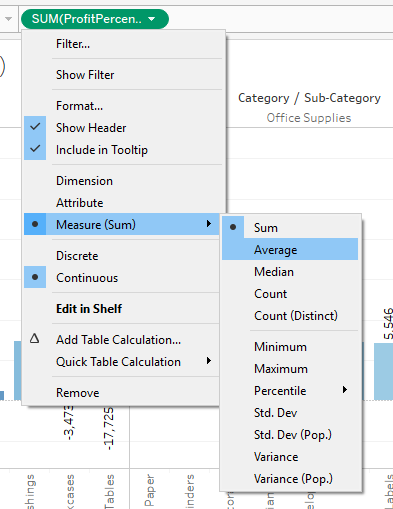 SUM(ProfitPercen..
Filter...
Show Filter
Format...
Show Header
Include in Tooltip
Dimension
Attribute
Measure (Sum)
Discrete
Continuous
Edit in Shelf
Add Table Calculation...
Quick Table Calculation
Remove
Sum
Average
Median
Count
Count (Distinct)
Minimum
Maximum
Percentile
Std. Dev
Std. Dev (Pop.)
Variance
Variance (Pop.)
Category / Sub-Category
Office Supplies
-3,473
-17,725
5,546
Tables
Paper
Labels